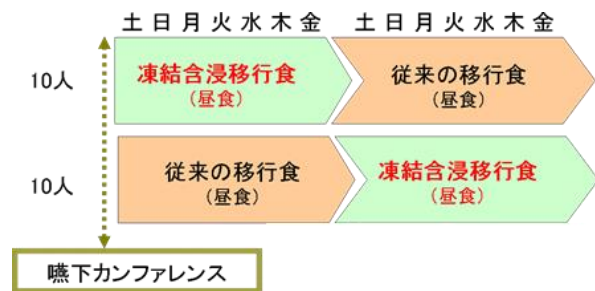 土 日 月 火 水 木 金 土 日 月 火 水 木 金
10人
凍結含浸移行食
(昼食)
従来の移行食
(昼食)
10人
従来の移行食
(昼食)
凍結含浸移行食
(昼食)
嚥下カンファレンス